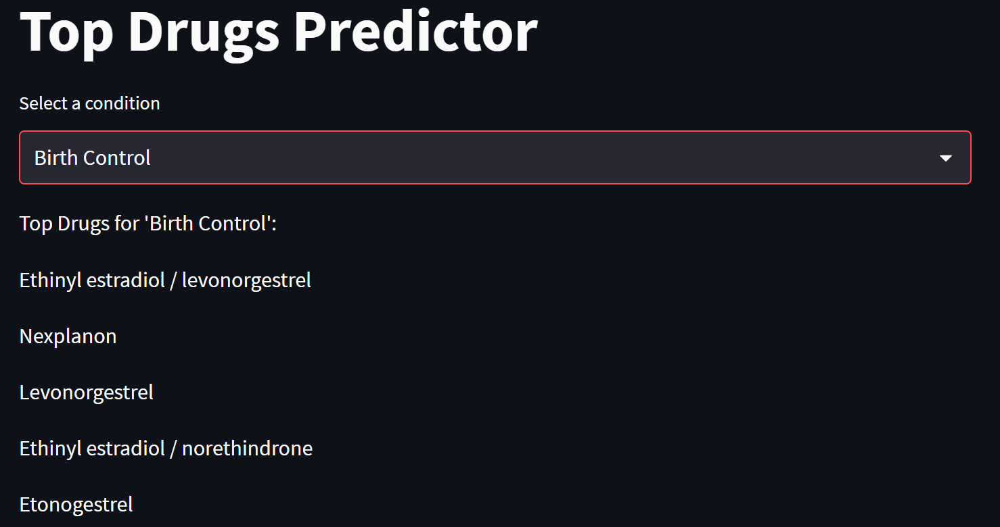 Top Drugs Predictor
Select a condition
Birth Control
Top Drugs for 'Birth Control':
Ethinyl estradiol / levonorgestrel
Nexplanon
Levonorgestrel
Ethinyl estradiol / norethindrone
Etonogestrel